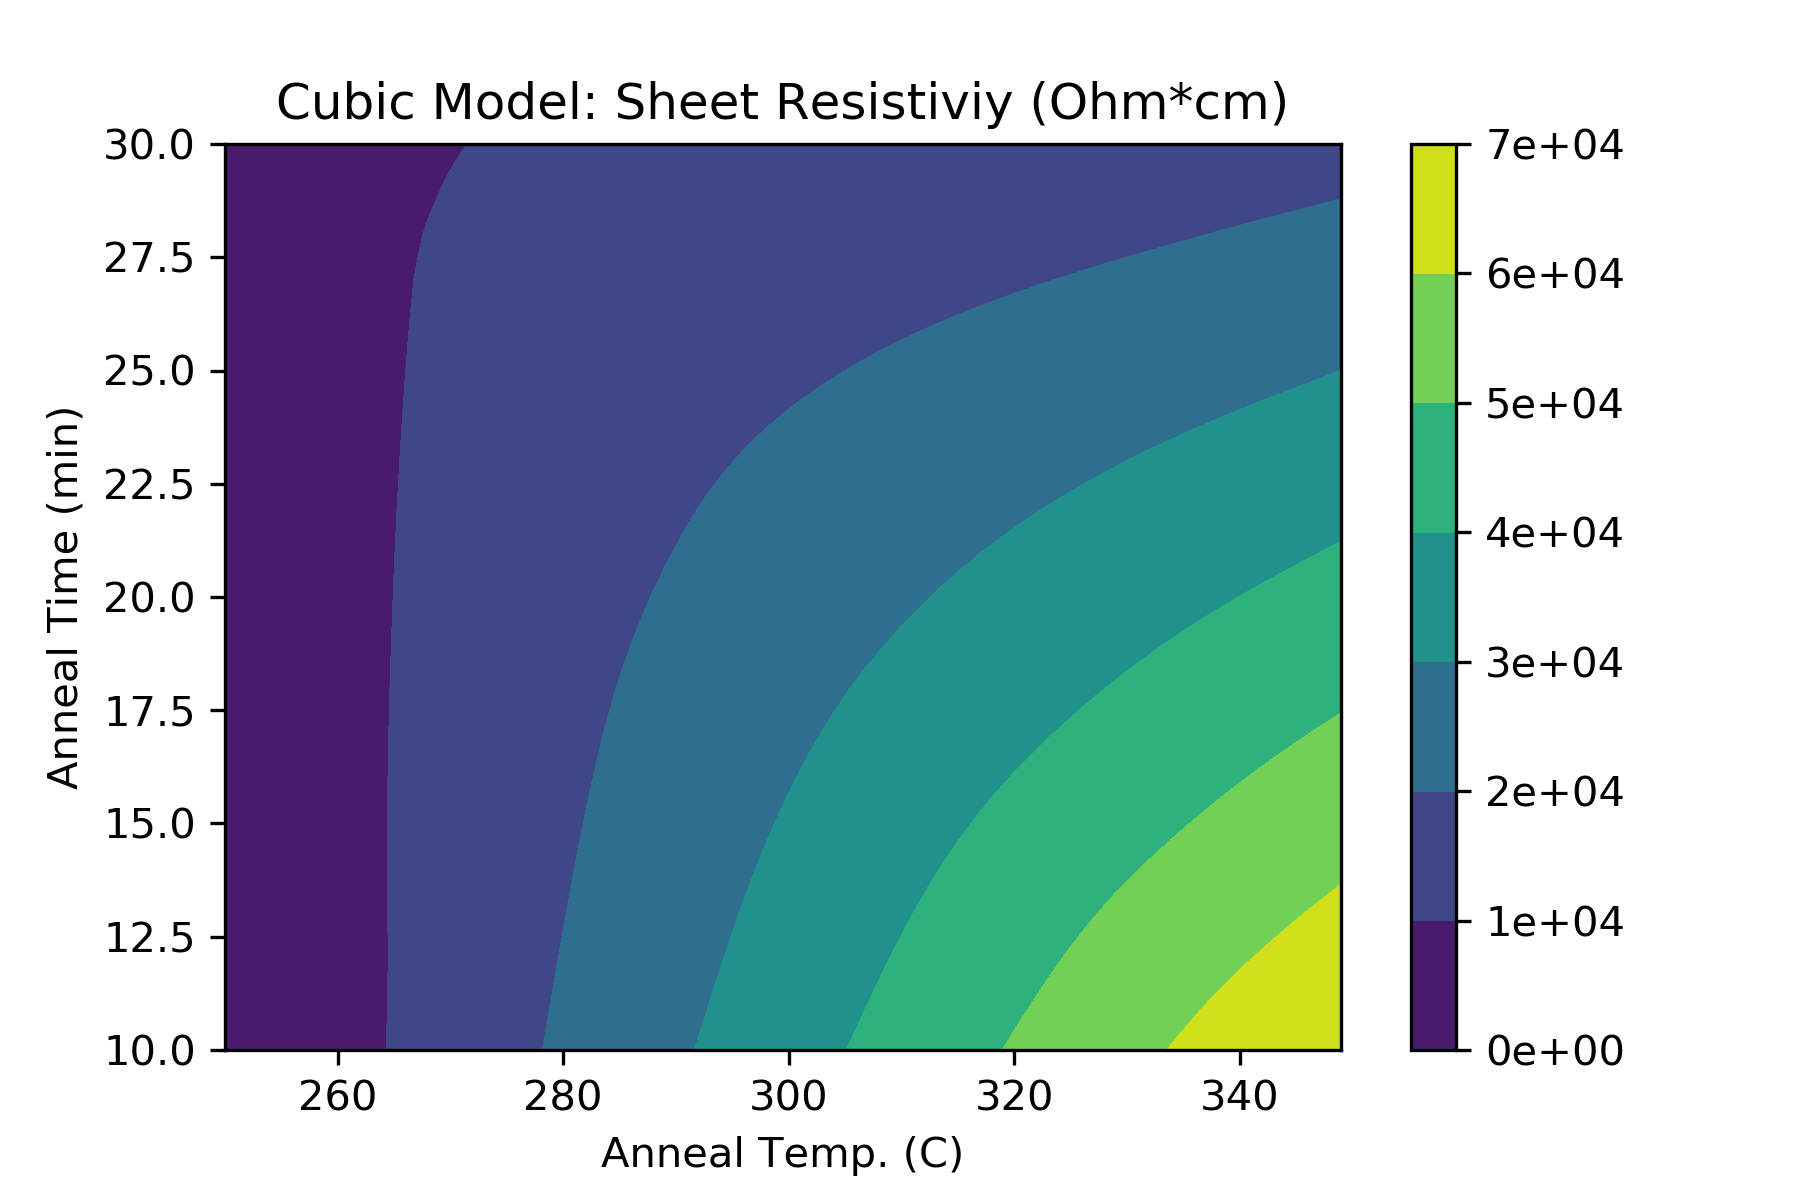 Cubic Model: Sheet Resistiviy (Ohm*cm)
30.0
27.5
25.0
22.5
20.0
17.5
15.0
12.5
10.0
Anneal Time (min)
260 280 300 320 340
Anneal Temp. (C)
7e+04
6e+04
5e+04
4e+04
3e+04
2e+04
1e+04
0e+00